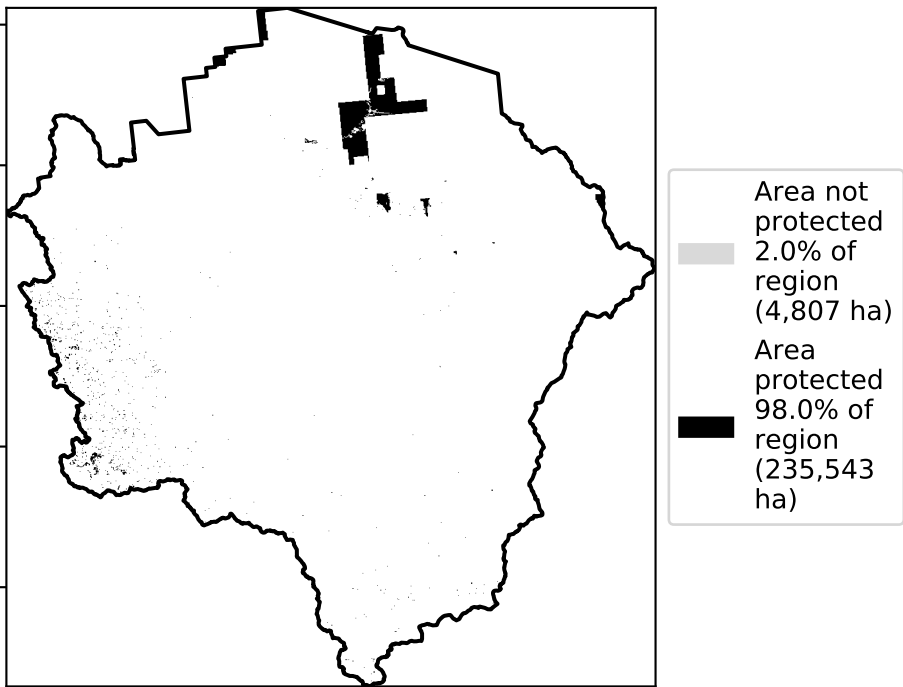 Area not
protected
2.0% of
region
(4,807 ha)
Area
protected
98.0% of
region
(235,543
ha)